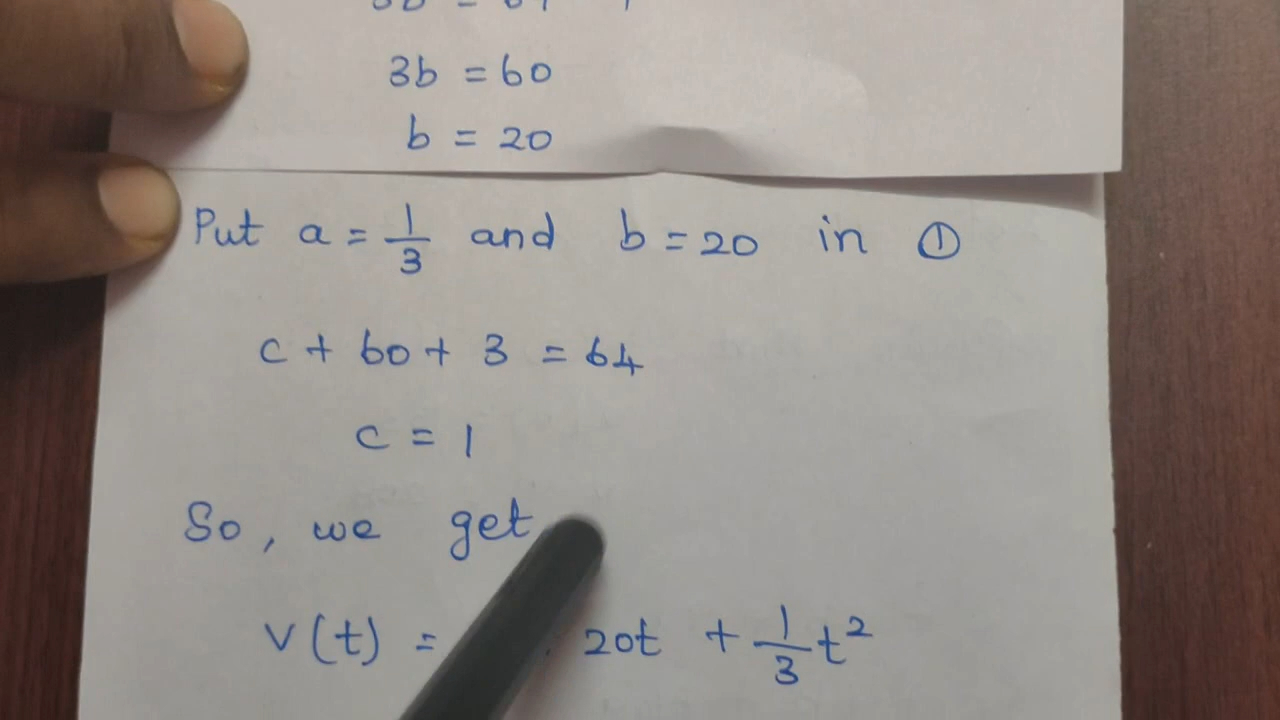 3b = 60
b = 20
Put a = 1/3 and b = 20 in ①
c + 60 + 3 = 64
c = 1
So, we get
v(t) = 20t + 1/3 t²